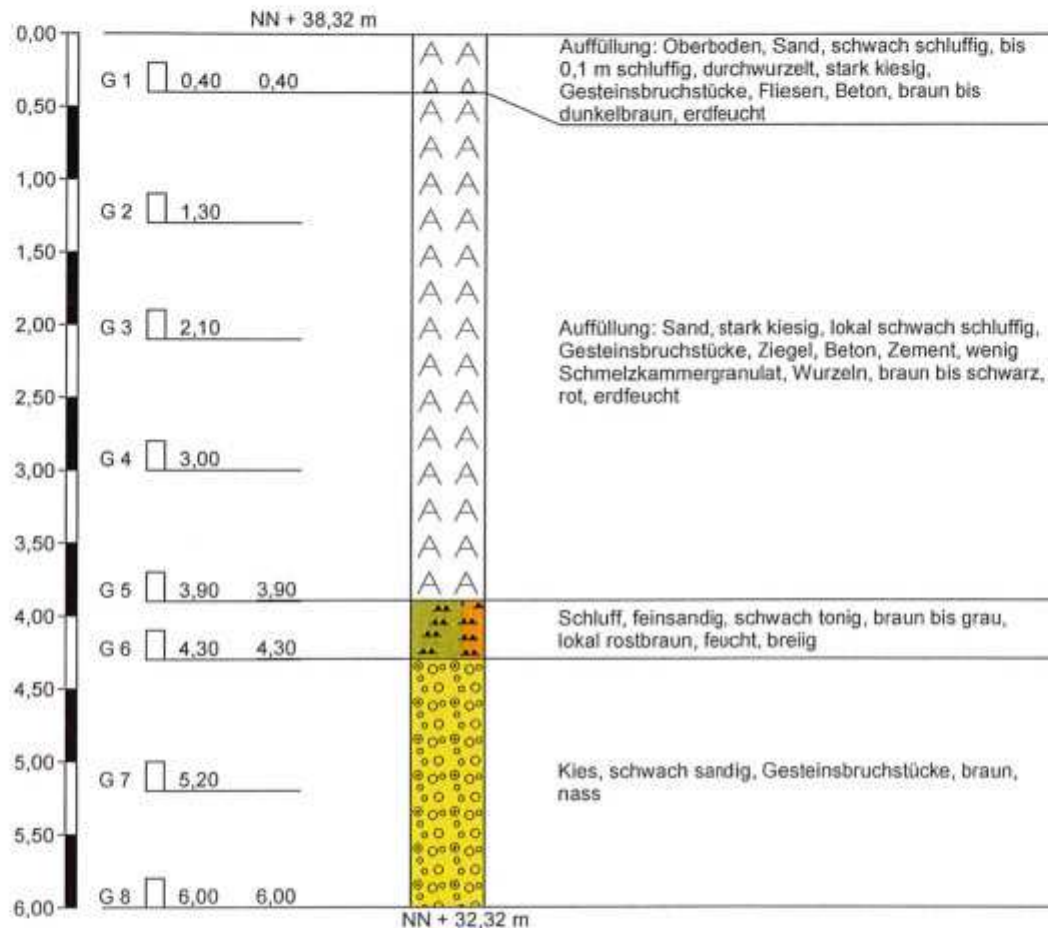 NN + 38,32 m
0,00
Auffüllung: Oberboden, Sand, schwach schluffig, bis
0,1 m schluffig, durchwurzelt, stark kiesig,
Gesteinsbruchstücke, Fliesen, Beton, braun bis
dunkelbraun, erdfeucht
G 1 0,40 0,40
0,50
1,00
G 2 1,30
1,50
2,00
G 3 2,10
Auffüllung: Sand, stark kiesig, lokal schwach schluffig,
Gesteinsbruchstücke, Ziegel, Beton, Zement, wenig
Schmelzkammergranulat, Wurzeln, braun bis schwarz,
rot, erdfeucht
2,50
G 4 3,00
3,00
3,50
G 5 3,90 3,90
4,00
Schluff, feinsandig, schwach tonig, braun bis grau,
lokal rostbraun, feucht, breiig
G 6 4,30 4,30
4,50
5,00
G 7 5,20
Kies, schwach sandig, Gesteinsbruchstücke, braun,
nass
5,50
G 8 6,00 6,00
6,00
NN + 32,32 m